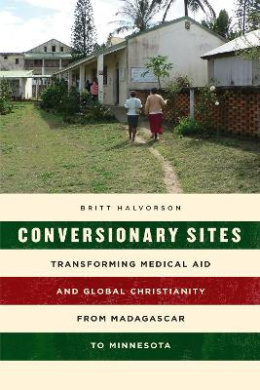 BRITT HALVORSON
CONVERSIONARY SITES
TRANSFORMING MEDICAL AID
AND GLOBAL CHRISTIANITY
FROM MADAGASCAR
TO MINNESOTA